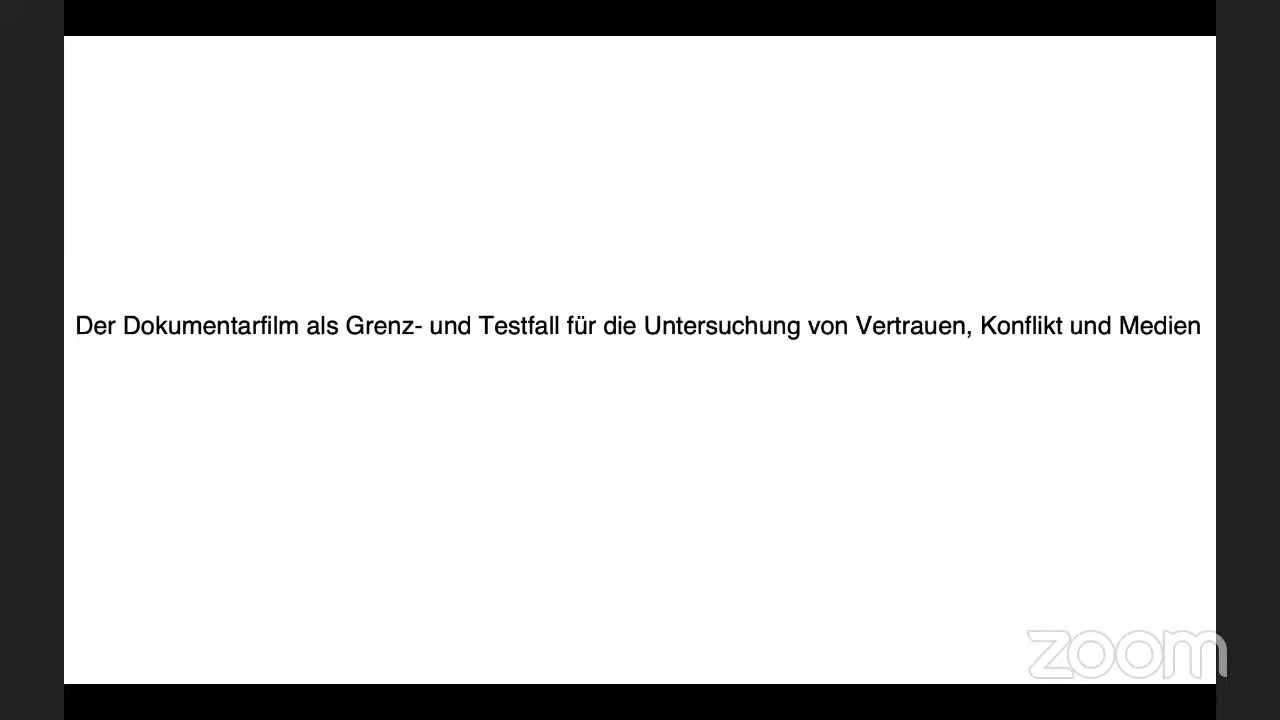 Der Dokumentarfilm als Grenz- und Testfall für die Untersuchung von Vertrauen, Konflikt und Medien
zoom